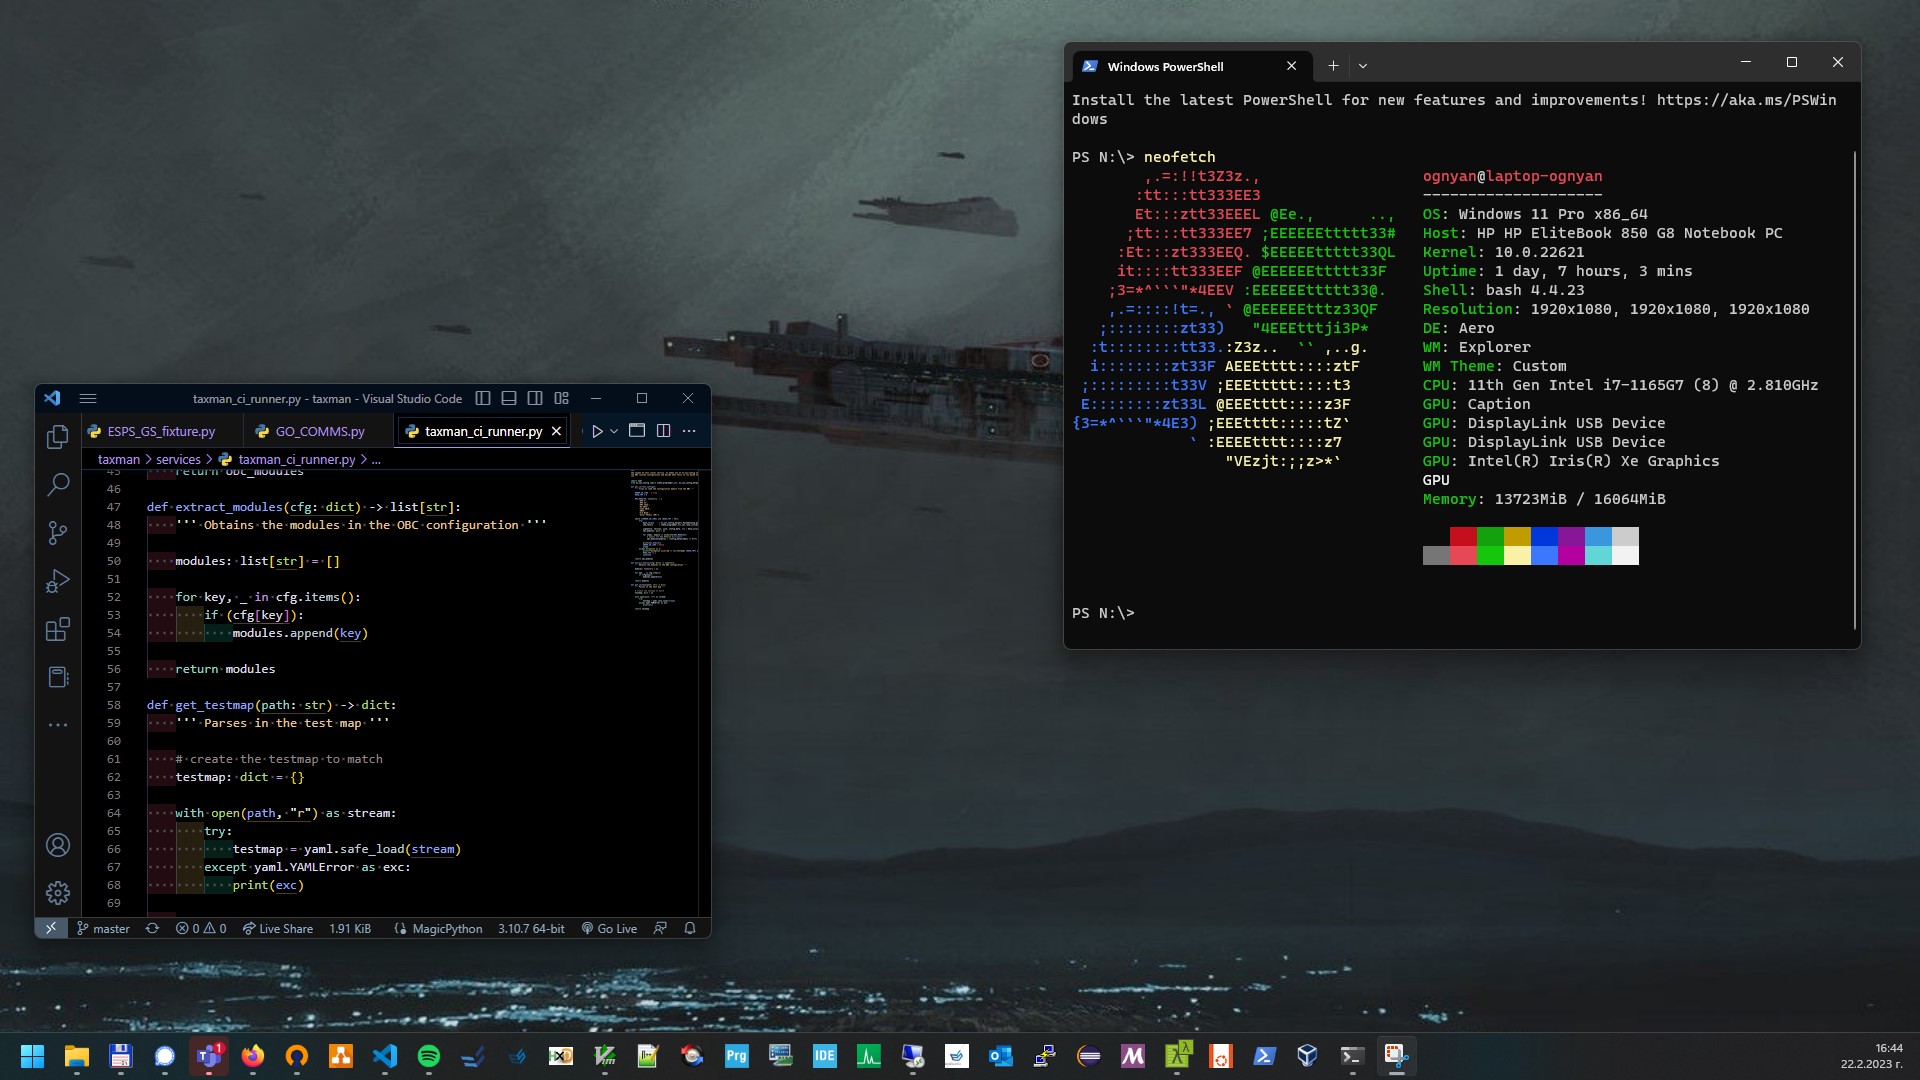 taxman_ci_runner.py - taxman - Visual Studio Code
ESPS_GS_fixture.py
GO_COMMS.py
taxman_ci_runner.py
taxman > services > taxman_ci_runner.py > ...
45 return obc_modules
46
47 def extract_modules(cfg: dict) -> list[str]:
48 ''' Obtains the modules in the OBC configuration '''
49
50 modules: list[str] = []
51
52 for key, _ in cfg.items():
53 if (cfg[key]):
54 modules.append(key)
55
56 return modules
57
58 def get_testmap(path: str) -> dict:
59 ''' Parses in the test map '''
60
61 # create the testmap to match
62 testmap: dict = {}
63
64 with open(path, "r") as stream:
65 try:
66 testmap = yaml.safe_load(stream)
67 except yaml.YAMLError as exc:
68 print(exc)
69
master 0 0 Live Share 1.91 KiB MagicPython 3.10.7 64-bit Go Live
Windows PowerShell
Install the latest PowerShell for new features and improvements! https://aka.ms/PSWin
dows
PS N:\> neofetch
,.=:!!t3Z3z., ognyan@laptop-ognyan
:tt:::tt333EE3 -------------------
Et:::ztt33EEEL @Ee., .., OS: Windows 11 Pro x86_64
;tt:::tt333EE7 ;EEEEEEttttt33# Host: HP HP EliteBook 850 G8 Notebook PC
:Et:::zt333EEQ. $EEEEEttttt33QL Kernel: 10.0.22621
it::::tt333EEF @EEEEEEttttt33F Uptime: 1 day, 7 hours, 3 mins
;3=*^```"*4EEV :EEEEEEttttt33@. Shell: bash 4.4.23
,.=::::!t=., ` @EEEEEEtttz33QF Resolution: 1920x1080, 1920x1080, 1920x1080
;::::::::zt33) "4EEEtttji3P* DE: Aero
:t::::::::tt33.:Z3z.. `` ,..g. WM: Explorer
i::::::::zt33F AEEEtttt::::ztF WM Theme: Custom
;:::::::::t33V ;EEEttttt::::t3 CPU: 11th Gen Intel i7-1165G7 (8) @ 2.810GHz
E::::::::zt33L @EEEtttt::::z3F GPU: Caption
{3=*^```"*4E3) ;EEEtttt:::::tZ` GPU: DisplayLink USB Device
` :EEEEtttt::::z7 GPU: DisplayLink USB Device
"VEzjt:;;z>*` GPU: Intel(R) Iris(R) Xe Graphics
GPU
Memory: 13723MiB / 16064MiB
PS N:\>
1
Prg
IDE
16:44
22.2.2023 г.